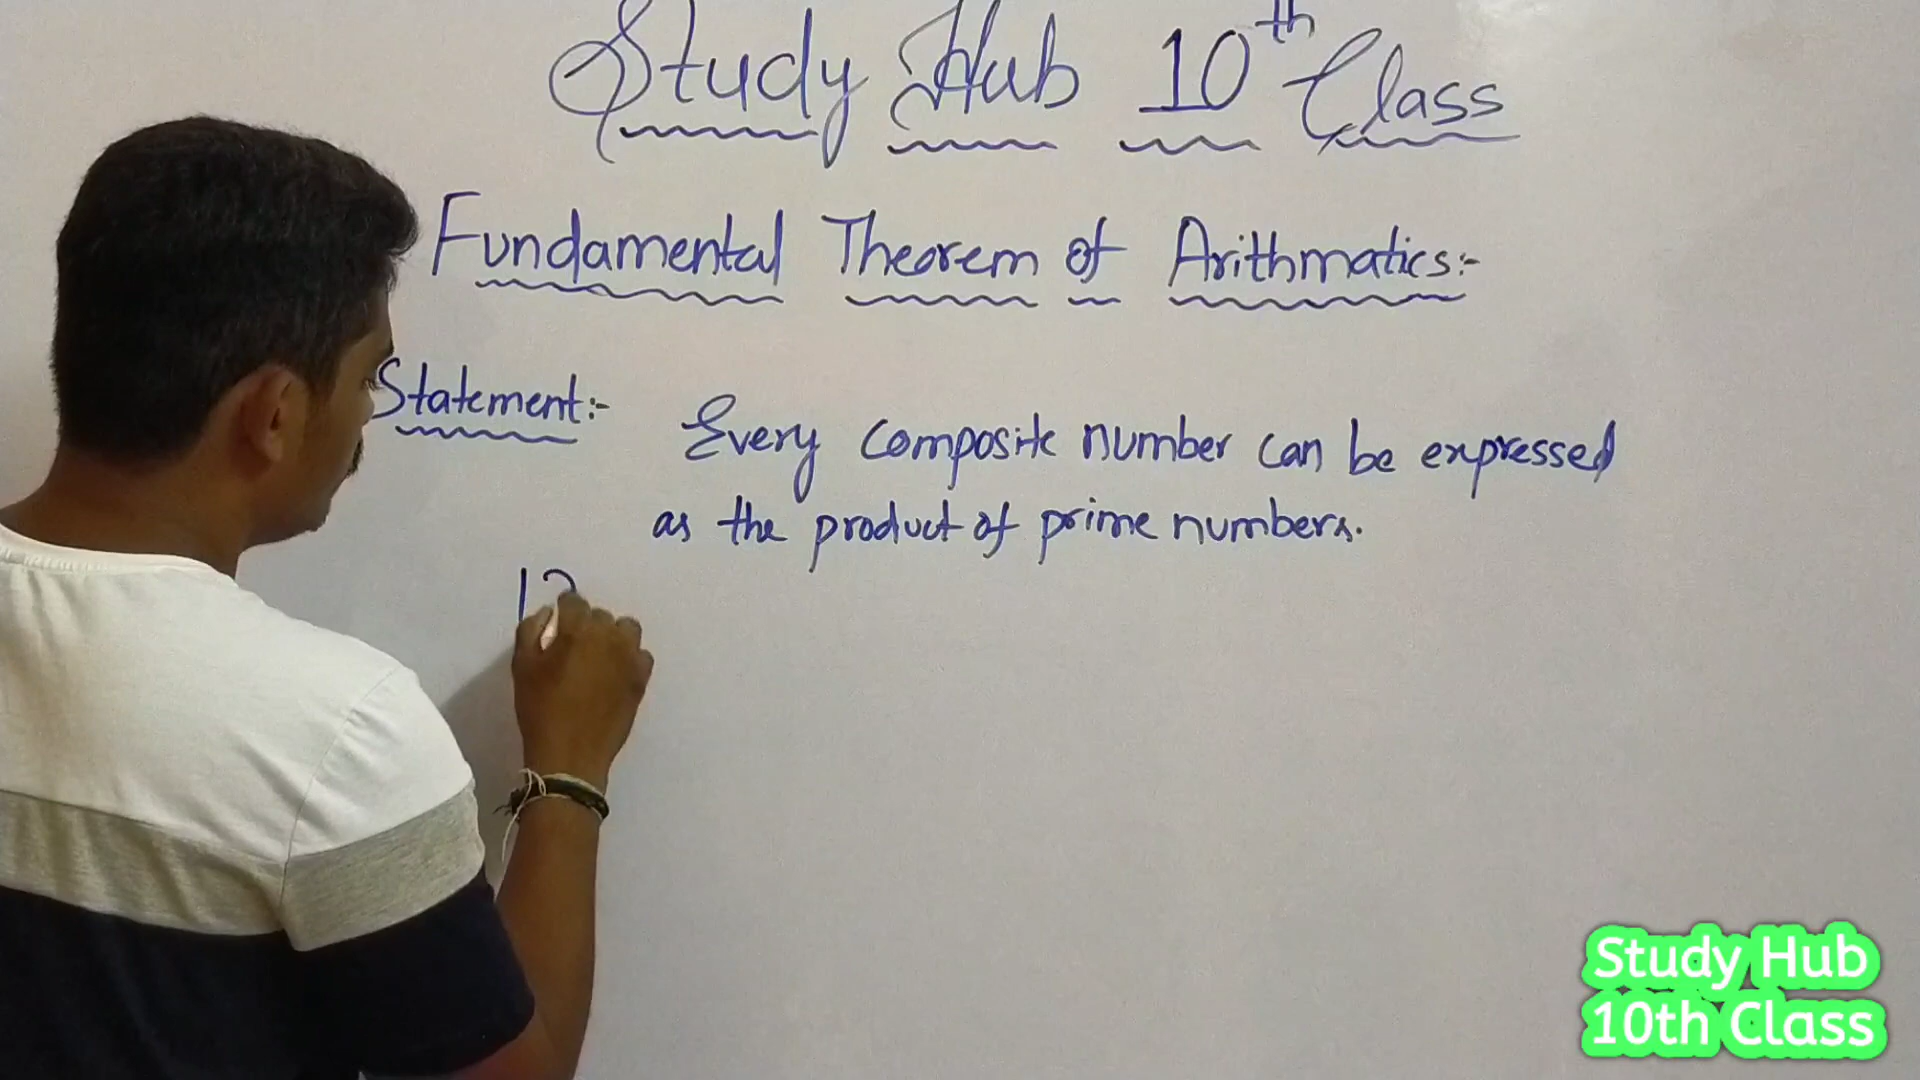 Study Hub 10th Class
Fundamental Theorem of Arithmatics:-
Statement:- Every composite number can be expressed
as the product of prime numbers.
12
Study Hub
10th Class